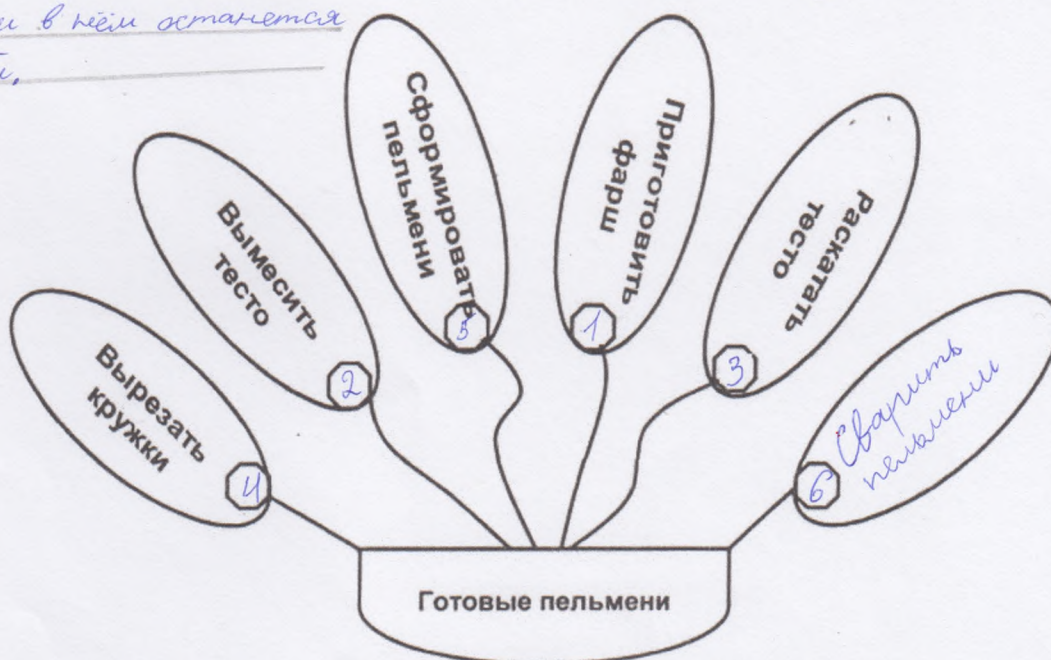 и в нём останется
Сформировать
пельмени
5
Приготовить
фарш
1
Вымесить
тесто
2
Раскатать
тесто
3
Вырезать
кружки
4
Сварить
пельмени
6
Готовые пельмени